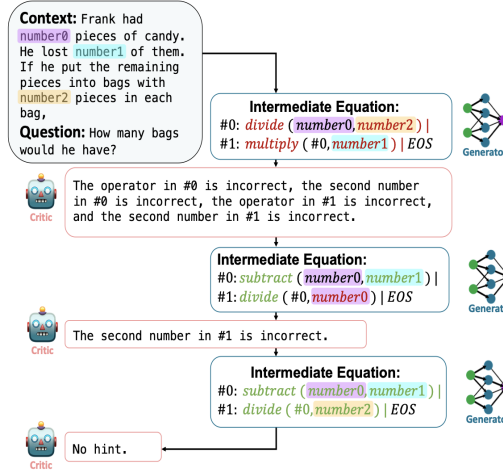 Context: Frank had
number0 pieces of candy.
He lost number1 of them.
If he put the remaining
pieces into bags with
number2 pieces in each
bag,
Question: How many bags
would he have?
Intermediate Equation:
#0: divide (number0,number2) |
#1: multiply (#0,number1) | EOS
Critic
The operator in #0 is incorrect, the second number
in #0 is incorrect, the operator in #1 is incorrect,
and the second number in #1 is incorrect.
Intermediate Equation:
#0: subtract (number0,number1) |
#1: divide (#0,number0) | EOS
Critic
The second number in #1 is incorrect.
Intermediate Equation:
#0: subtract (number0,number1) |
#1: divide (#0,number2) | EOS
Critic
No hint.